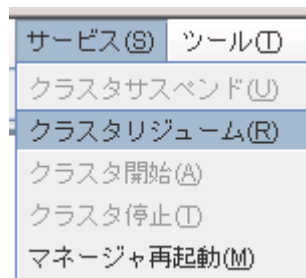 サービス(S) ツール(T)
クラスタサスペンド(U)
クラスタリジューム(R)
クラスタ開始(A)
クラスタ停止(T)
マネージャ再起動(M)